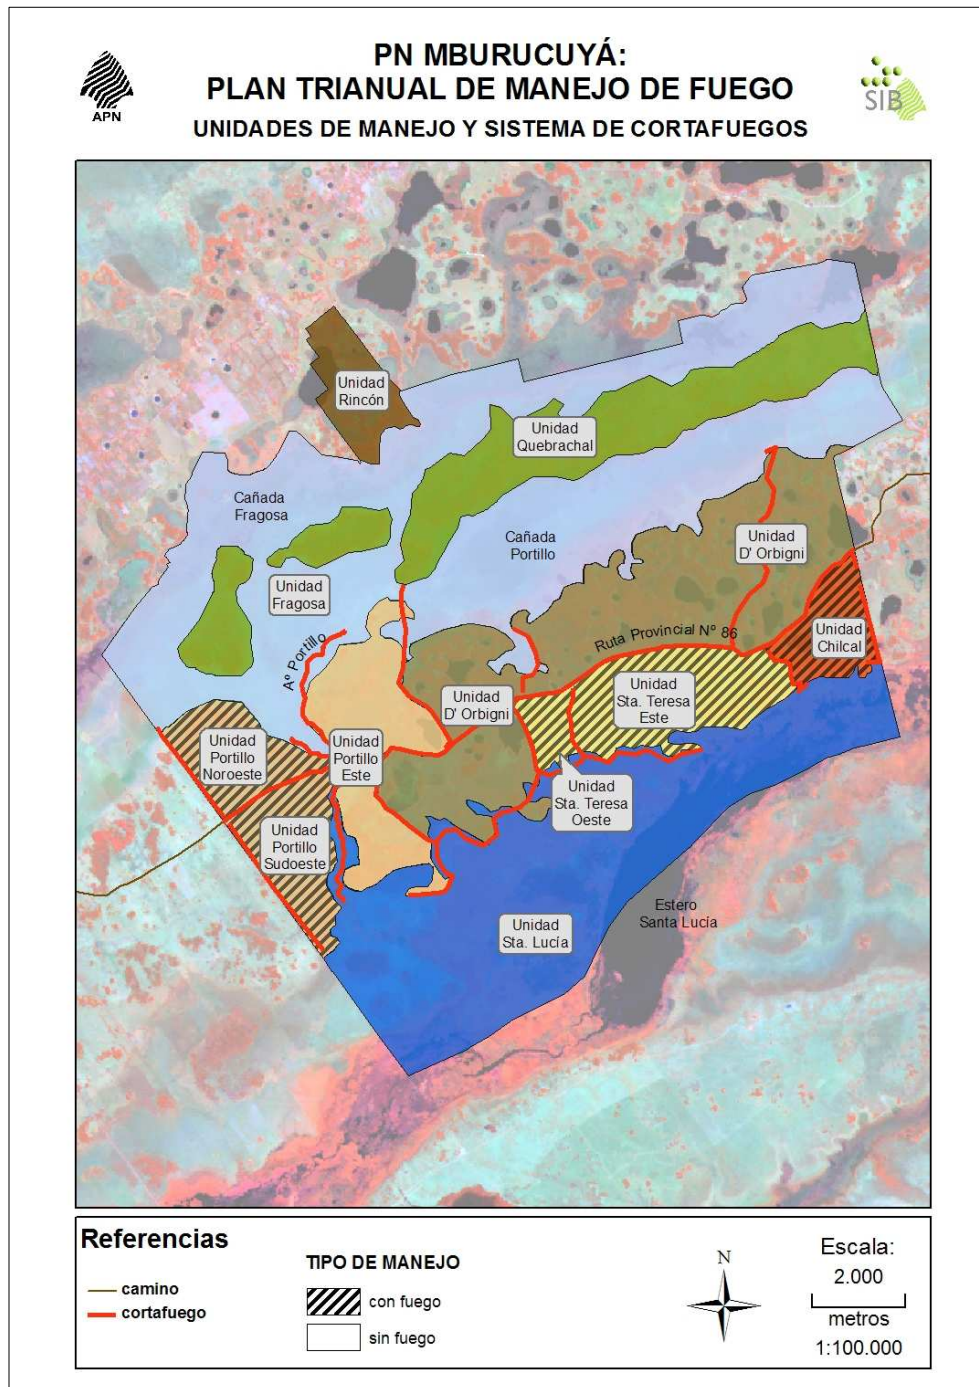 PN MBURUCUYÁ:
PLAN TRIANUAL DE MANEJO DE FUEGO
UNIDADES DE MANEJO Y SISTEMA DE CORTAFUEGOS
APN
SIB
Unidad
Rincón
Unidad
Quebrachal
Cañada
Fragosa
Cañada
Portillo
Unidad
D' Orbigni
Unidad
Fragosa
Aº Portillo
Ruta Provincial Nº 86
Unidad
Chilcal
Unidad
D' Orbigni
Unidad
Sta. Teresa
Este
Unidad
Portillo
Noroeste
Unidad
Portillo
Este
Unidad
Sta. Teresa
Oeste
Unidad
Portillo
Sudoeste
Unidad
Sta. Lucía
Estero
Santa Lucía
Referencias
camino
cortafuego
TIPO DE MANEJO
con fuego
sin fuego
N
Escala:
2.000
metros
1:100.000